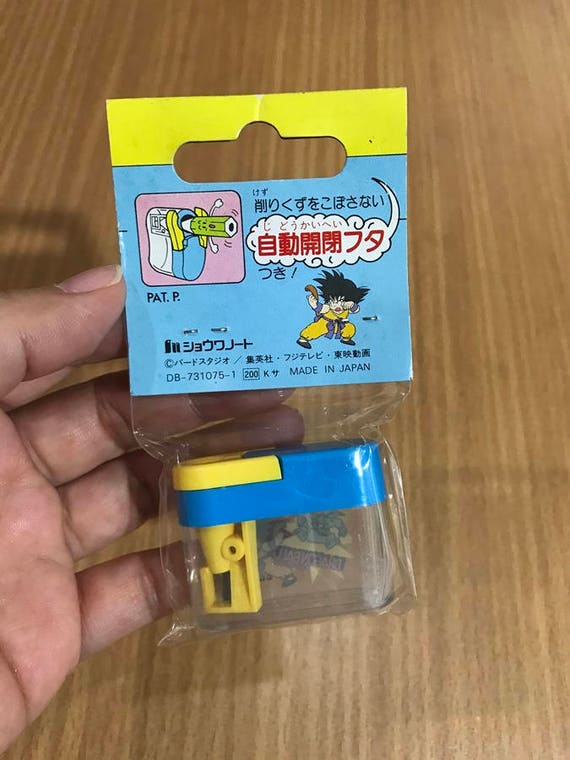 けず
削りくずをこぼさない
じ どうかいへい
自動開閉フタ
つき!
PAT. P.
ショウワノート
©バードスタジオ / 集英社・フジテレビ・東映動画
DB-731075-1 200 Kサ MADE IN JAPAN